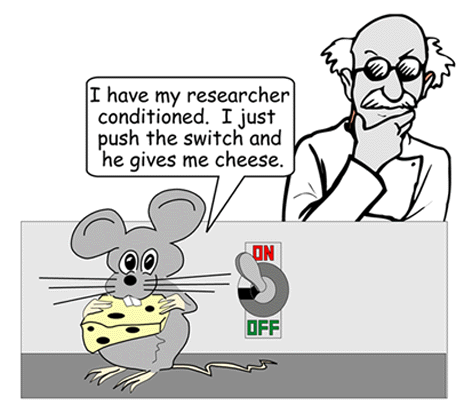 I have my researcher
conditioned. I just
push the switch and
he gives me cheese.
ON
OFF